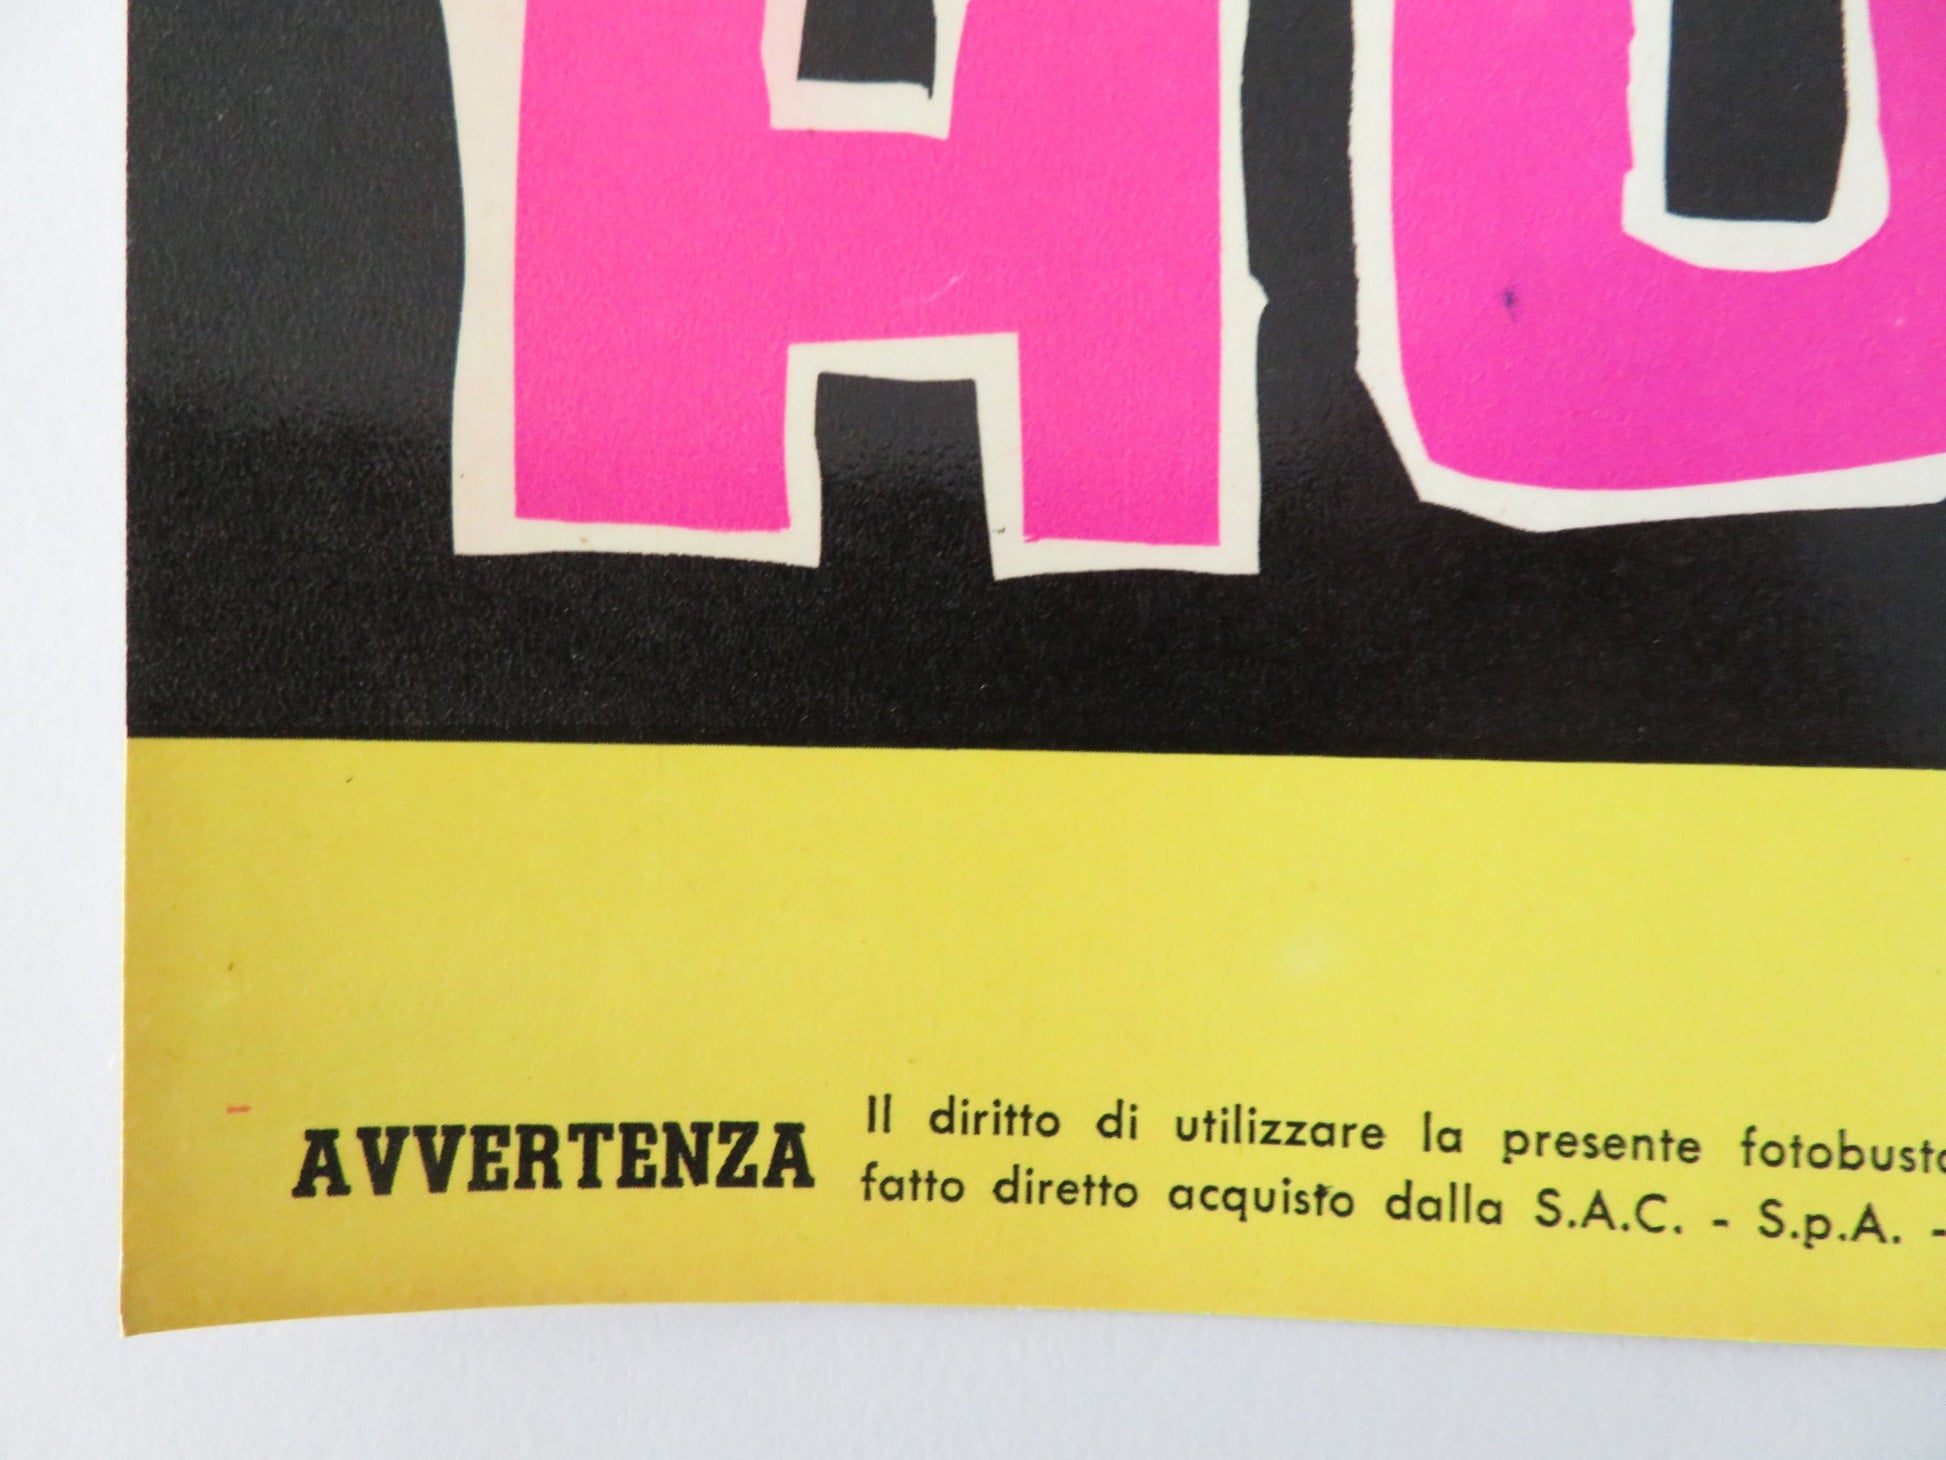 AVVERTENZA
Il diritto di utilizzare la presente
fatto diretto acquisto dalla S.A.C. - S.p.A. -